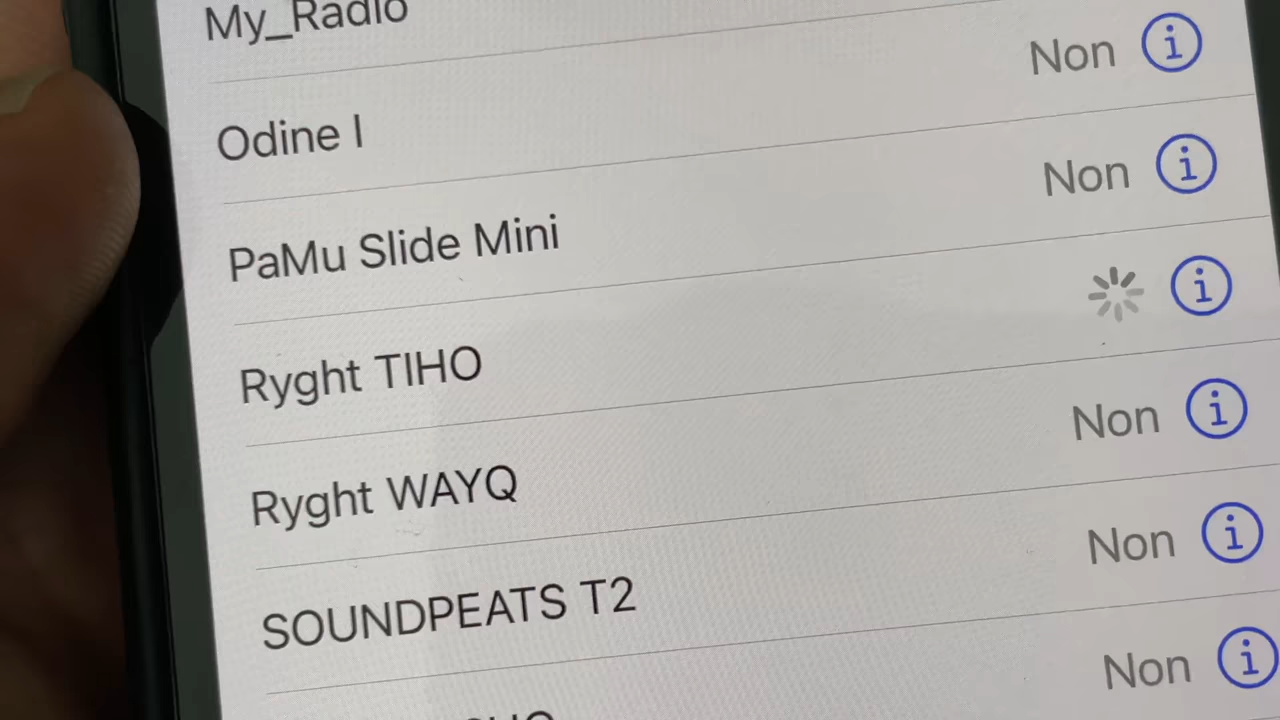 My_Radio
Odine I Non
PaMu Slide Mini Non
Ryght TIHO
Ryght WAYQ Non
SOUNDPEATS T2 Non
Non